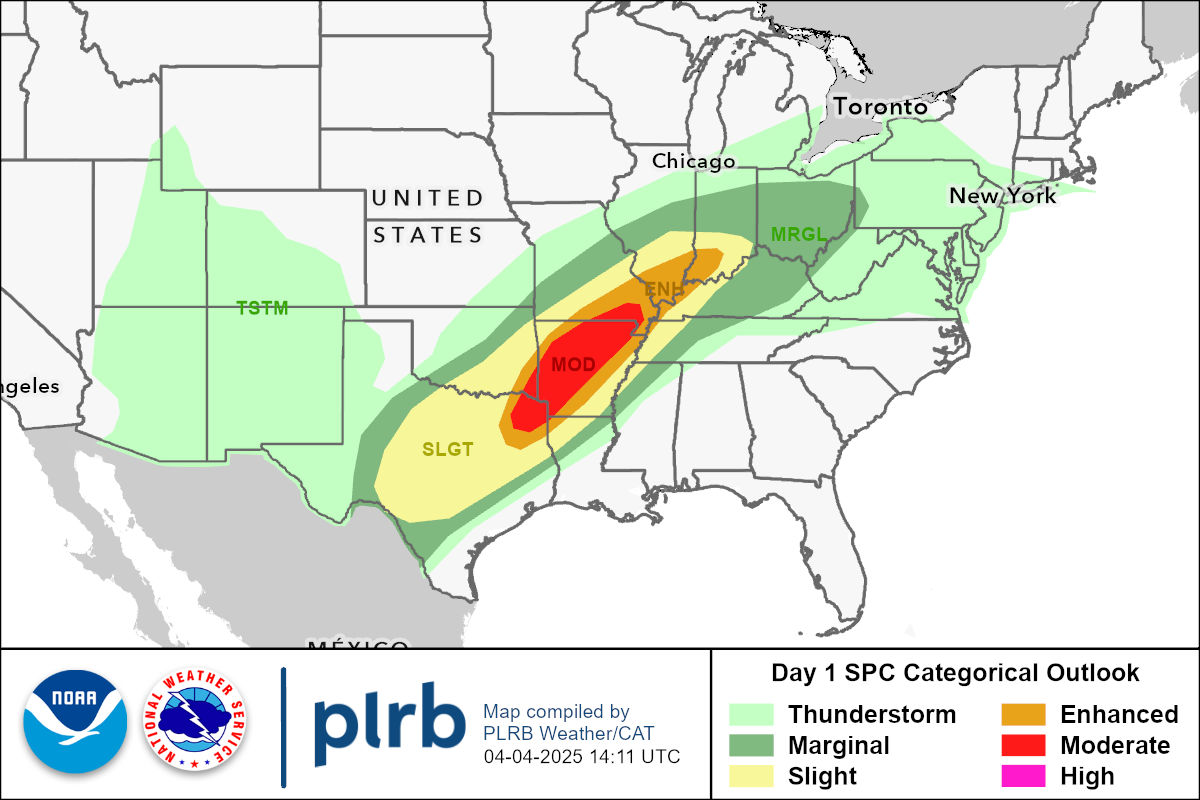 Toronto
Chicago
UNITED
STATES
New York
MRGL
ENH
TSTM
MOD
ngeles
SLGT
MÉXICO
NOAA
NATIONAL WEATHER SERVICE
plrb
Map compiled by
PLRB Weather/CAT
04-04-2025 14:11 UTC
Day 1 SPC Categorical Outlook
Thunderstorm
Marginal
Slight
Enhanced
Moderate
High